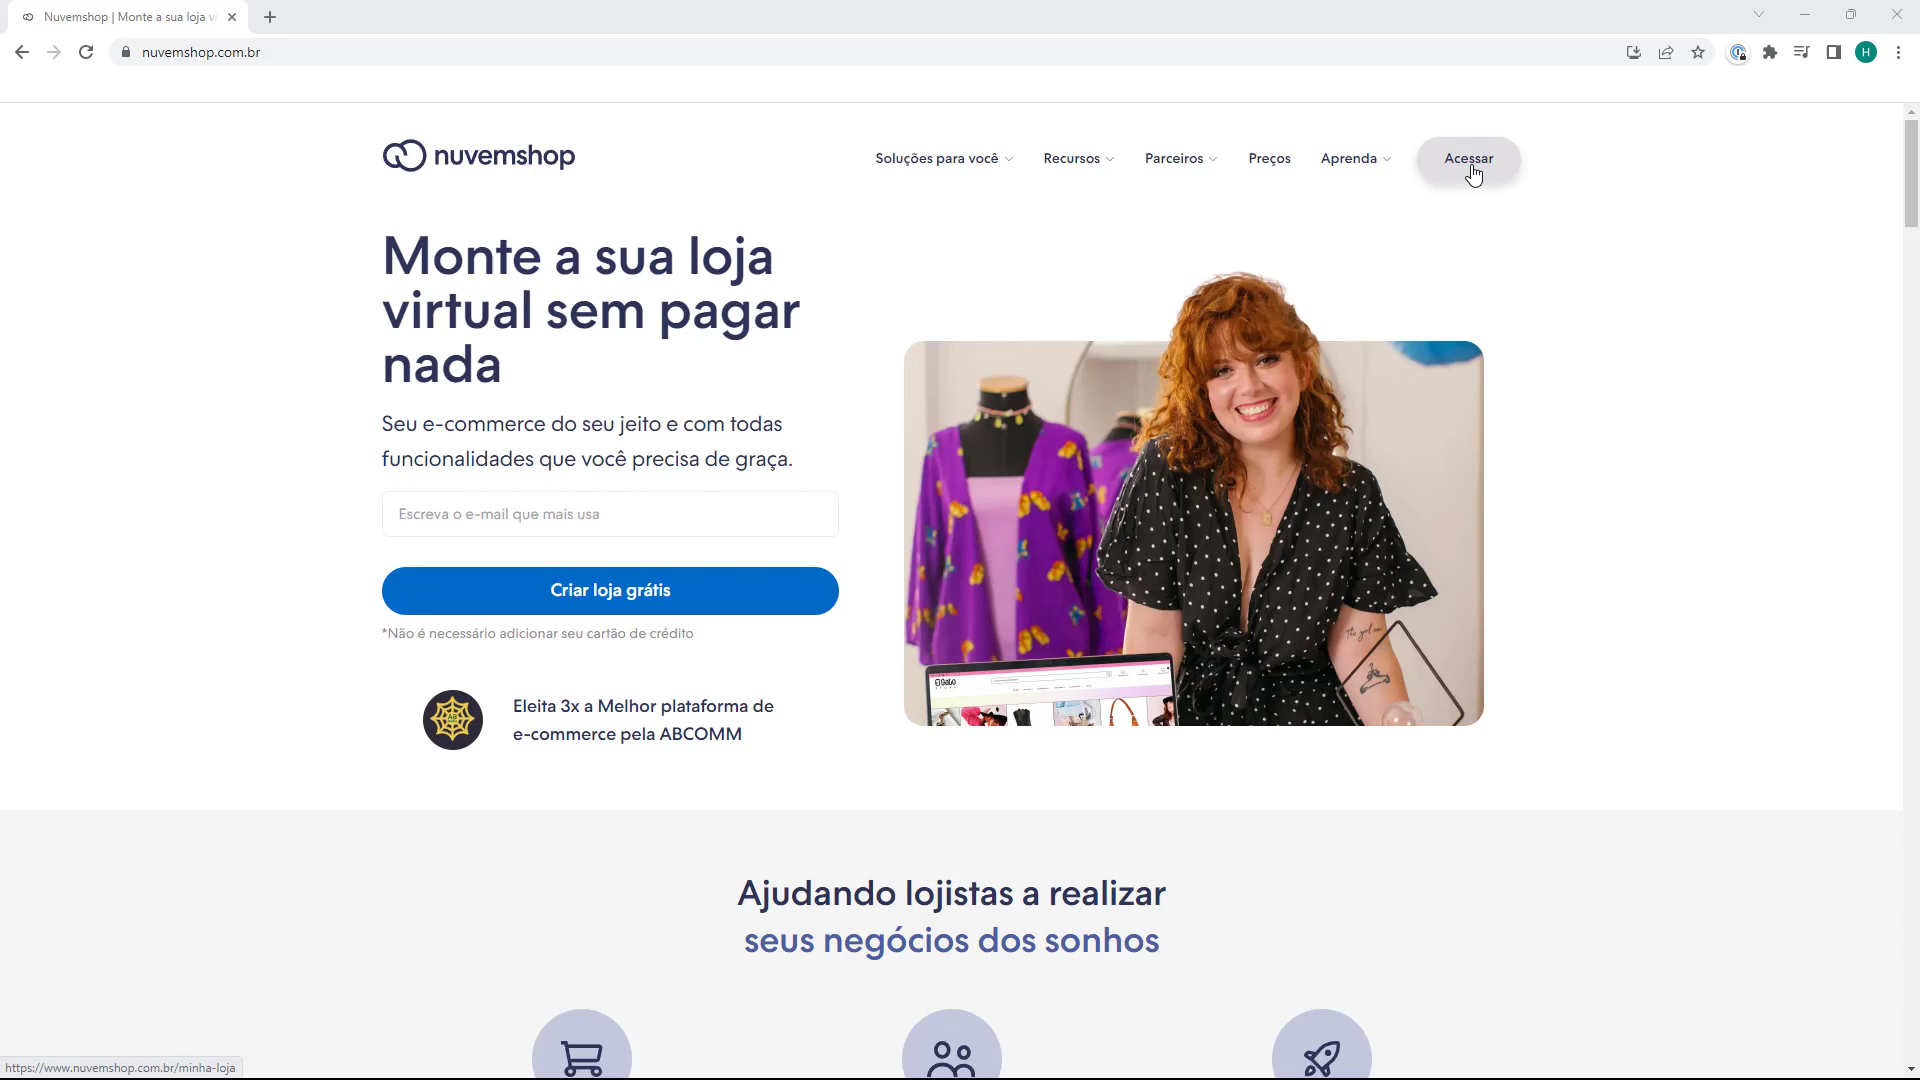 Nuvemshop | Monte a sua loja vi
nuvemshop.com.br
H
nuvemshop
Soluções para você
Recursos
Parceiros
Preços
Aprenda
Acessar
Monte a sua loja
virtual sem pagar
nada
Seu e-commerce do seu jeito e com todas
funcionalidades que você precisa de graça.
Escreva o e-mail que mais usa
Criar loja grátis
*Não é necessário adicionar seu cartão de crédito
Eleita 3x a Melhor plataforma de
e-commerce pela ABCOMM
El Gato
Ajudando lojistas a realizar
seus negócios dos sonhos
https://www.nuvemshop.com.br/minha-loja